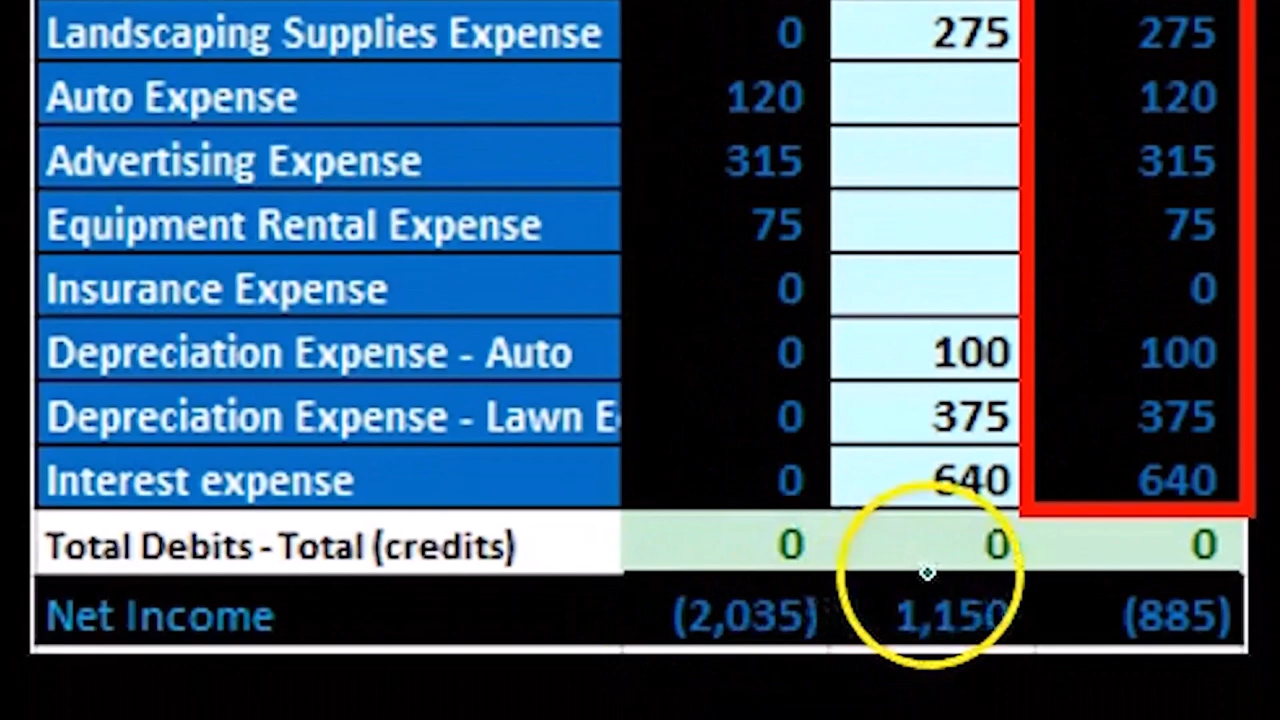 Landscaping Supplies Expense 0 275 275
Auto Expense 120 120
Advertising Expense 315 315
Equipment Rental Expense 75 75
Insurance Expense 0 0
Depreciation Expense - Auto 0 100 100
Depreciation Expense - Lawn E 0 375 375
Interest expense 0 640 640
Total Debits - Total (credits) 0 0 0
Net Income (2,035) 1,150 (885)